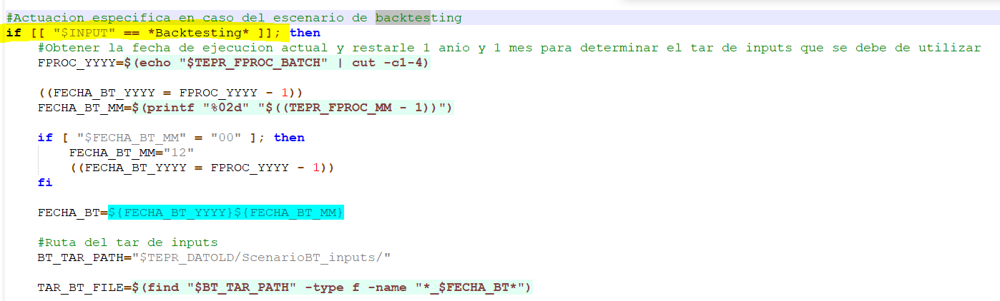 #Actuacion especifica en caso del escenario de backtesting
if [[ "$INPUT" == *Backtesting* ]]; then
#Obtener la fecha de ejecucion actual y restarle 1 anio y 1 mes para determinar el tar de inputs que se debe de utilizar
FPROC_YYYY=$(echo "$TEPR_FPROC_BATCH" | cut -c1-4)
((FECHA_BT_YYYY = FPROC_YYYY - 1))
FECHA_BT_MM=$(printf "%02d" "$((TEPR_FPROC_MM - 1))")
if [ "$FECHA_BT_MM" = "00" ]; then
FECHA_BT_MM="12"
((FECHA_BT_YYYY = FPROC_YYYY - 1))
fi
FECHA_BT=${FECHA_BT_YYYY}${FECHA_BT_MM}
#Ruta del tar de inputs
BT_TAR_PATH="$TEPR_DATOLD/ScenarioBT_inputs/"
TAR_BT_FILE=$(find "$BT_TAR_PATH" -type f -name "*_$FECHA_BT*")